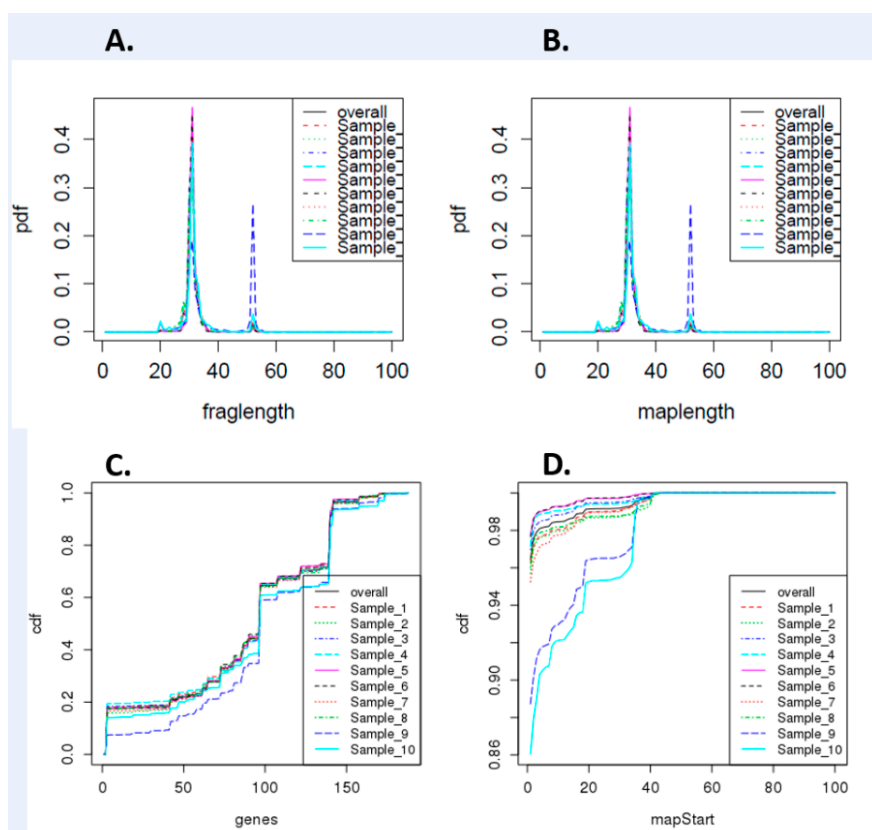 A.
pdf
0.0 0.1 0.2 0.3 0.4
0 20 40 60 80 100
fraglength
overall
Sample_
Sample_
Sample_
Sample_
Sample_
Sample_
Sample_
Sample_
Sample_
Sample_
B.
pdf
0.0 0.1 0.2 0.3 0.4
0 20 40 60 80 100
maplength
overall
Sample_
Sample_
Sample_
Sample_
Sample_
Sample_
Sample_
Sample_
Sample_
Sample_
C.
cdf
0.0 0.2 0.4 0.6 0.8 1.0
0 50 100 150
genes
overall
Sample_1
Sample_2
Sample_3
Sample_4
Sample_5
Sample_6
Sample_7
Sample_8
Sample_9
Sample_10
D.
cdf
0.86 0.90 0.94 0.98
0 20 40 60 80 100
mapStart
overall
Sample_1
Sample_2
Sample_3
Sample_4
Sample_5
Sample_6
Sample_7
Sample_8
Sample_9
Sample_10